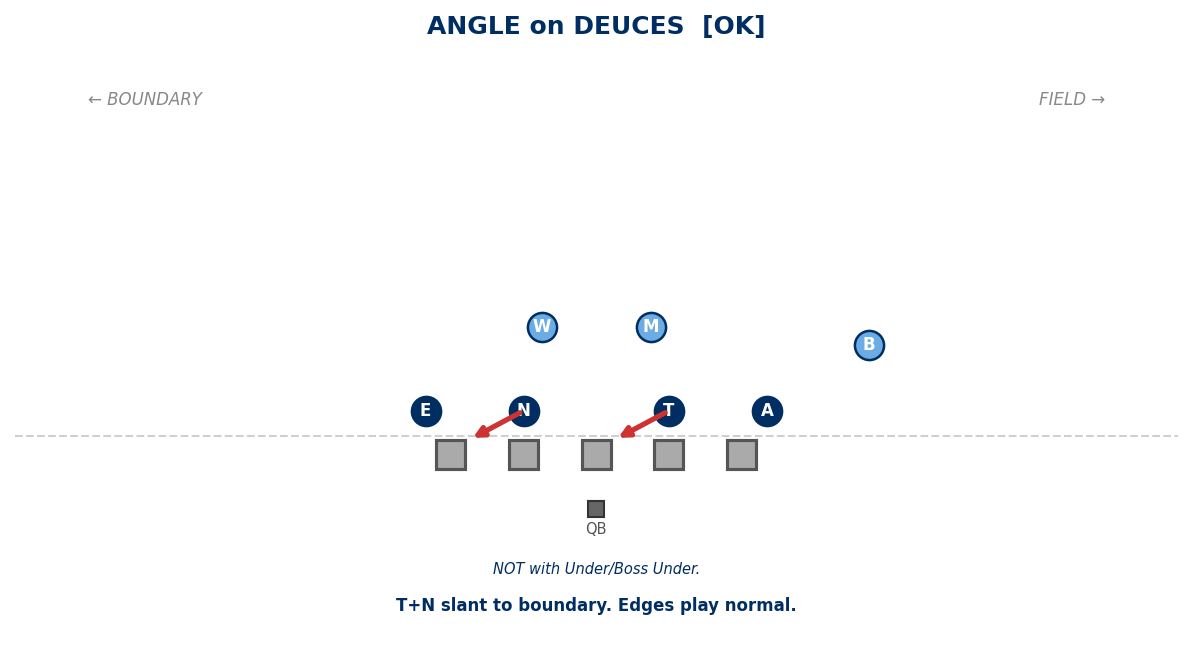 ANGLE on DEUCES  [OK]
← BOUNDARY
FIELD →
W
M
B
E
N
T
A
QB
NOT with Under/Boss Under.
T+N slant to boundary. Edges play normal.